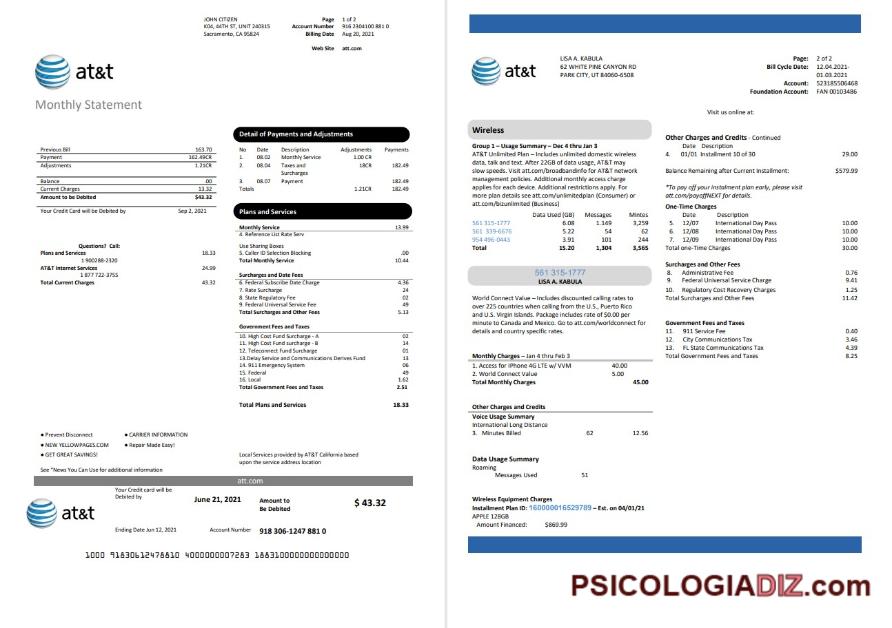 JOHN CITIZEN
K04, 44TH ST, UNIT 240315
Sacramento, CA 95824
Page 1 of 2
Account Number 916 2304100 881 0
Billing Date Aug 20, 2021
Web Site att.com
at&t
Monthly Statement
Previous Bill 163.70
Payment 162.49CR
Adjustments 1.21CR
Balance .00
Current Charges 13.32
Amount to be Debited $43.32
Your Credit Card will be Debited by Sep 2, 2021
Questions? Call:
Plans and Services 18.33
1 900288-2320
AT&T Internet Services 24.99
1 877 722-3755
Total Current Charges 43.32
Detail of Payments and Adjustments
No Date Description Adjustments Payments
1. 08.02 Monthly Service 1.00 CR
2. 08.04 Taxes and Surcharges 18CR 182.49
3. 08.07 Payment 182.49
Totals 1.21CR 182.49
Plans and Services
Monthly Service 13.99
4. Reference List Rate Serv
Use Sharing Boxes
5. Caller ID Selection Blocking .00
Total Monthly Service 10.44
Surcharges and Date Fees
6. Federal Subscribe Date Charge 4.36
7. Rate Surcharge 24
8. State Regulatory Fee 02
9. Federal Universal Service Fee 49
Total Surcharges and Other Fees 5.13
Government Fees and Taxes
10. High Cost Fund Surcharge - A 02
11. High Cost Fund surcharge - B 14
12. Teleconnect Fund Surcharge 01
13.Delay Service and Communications Derives Fund 13
14. 911 Emergency System 06
15. Federal 49
16. Local 1.62
Total Government Fees and Taxes 2.51
Total Plans and Services 18.33
● Prevent Disconnect ● CARRIER INFORMATION
● NEW YELLOWPAGES.COM ● Repair Made Easy!
● GET GREAT SAVINGS!
See "News You Can Use for additional information
Local Services provided by AT&T California based
upon the service address location
att.com
at&t
Your Credit card will be
Debited by June 21, 2021
Amount to
Be Debited $ 43.32
Ending Date Jun 12, 2021 Account Number 918 306-1247 881 0
1000 91830612478810 4000000007283 188310000000000000000
at&t
LISA A. KABULA
62 WHITE PINE CANYON RD
PARK CITY, UT 84060-6508
Page: 2 of 2
Bill Cycle Date: 12.04.2021-
01.03.2021
Account: 523185506468
Foundation Account: FAN 00103486
Visit us online at:
Wireless
Group 1 – Usage Summary – Dec 4 thru Jan 3
AT&T Unlimited Plan – Includes unlimited domestic wireless
data, talk and text. After 22GB of data usage, AT&T may
slow speeds. Visit att.com/broadbandinfo for AT&T network
management policies. Additional monthly access charge
applies for each device. Additional restrictions apply. For
more plan details see att.com/unlimitedplan (Consumer) or
att.com/bizunlimited (Business)
Data Used (GB) Messages Mintes
561 315-1777 6.08 1.149 3,259
561 339-6676 5.22 54 62
954 496-0443 3.91 101 244
Total 15.20 1,304 3,565
561 315-1777
LISA A. KABULA
World Connect Value – Includes discounted calling rates to
over 225 countries when calling from the U.S., Puerto Rico
and U.S. Virgin Islands. Package includes rate of $0.00 per
minute to Canada and Mexico. Go to att.com/worldconnect for
details and country specific rates.
Monthly Charges – Jan 4 thru Feb 3
1. Access for iPhone 4G LTE w/ VVM 40.00
2. World Connect Value 5.00
Total Monthly Charges 45.00
Other Charges and Credits
Voice Usage Summary
International Long Distance
3. Minutes Billed 62 12.56
Data Usage Summary
Roaming
Messages Used 51
Wireless Equipment Charges
Installment Plan ID: 160000016529789 – Est. on 04/01/21
APPLE 128GB
Amount Financed: $869.99
Other Charges and Credits - Continued
Date Description
4. 01/01 Installment 10 of 30 29.00
Balance Remaining after Current Installment: $579.99
*To pay off your Instalment plan early, please visit
att.com/payoffNEXT for details.
One-Time Charges
Date Description
5. 12/07 International Day Pass 10.00
6. 12/08 International Day Pass 10.00
7. 12/09 International Day Pass 10.00
Total one-Time Charges 30.00
Surcharges and Other Fees
8. Administrative Fee 0.76
9. Federal Universal Service Charge 9.41
10. Regulatory Cost Recovery Charges 1.25
Total Surcharges and Other Fees 11.42
Government Fees and Taxes
11. 911 Service Fee 0.40
12. City Communications Tax 3.46
13. FL State Communications Tax 4.39
Total Government Fees and Taxes 8.25
PSICOLOGIADIZ.com